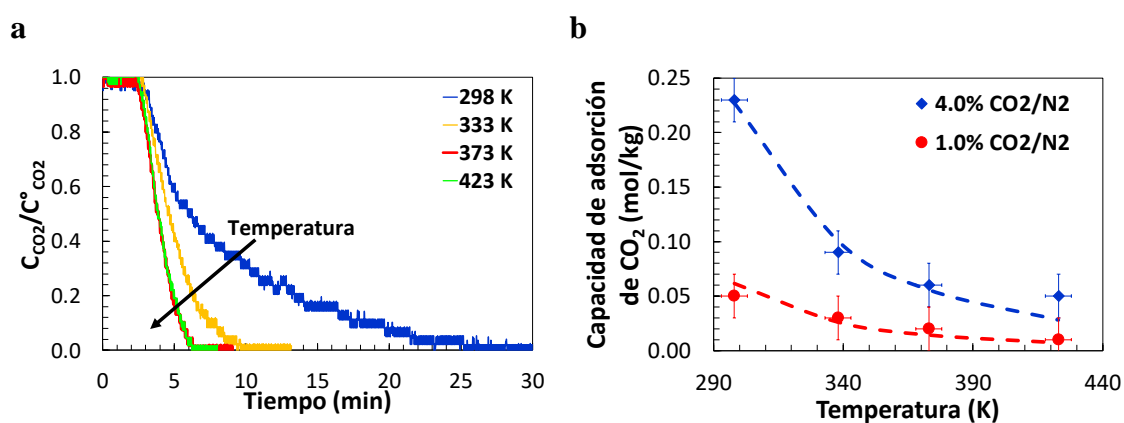 a
1.0
0.8
0.6
0.4
0.2
0.0
C_CO2/C°_CO2
298 K
333 K
373 K
423 K
Temperatura
0 5 10 15 20 25 30
Tiempo (min)
b
0.25
0.20
0.15
0.10
0.05
0.00
Capacidad de adsorción
de CO₂ (mol/kg)
4.0% CO2/N2
1.0% CO2/N2
290 340 390 440
Temperatura (K)